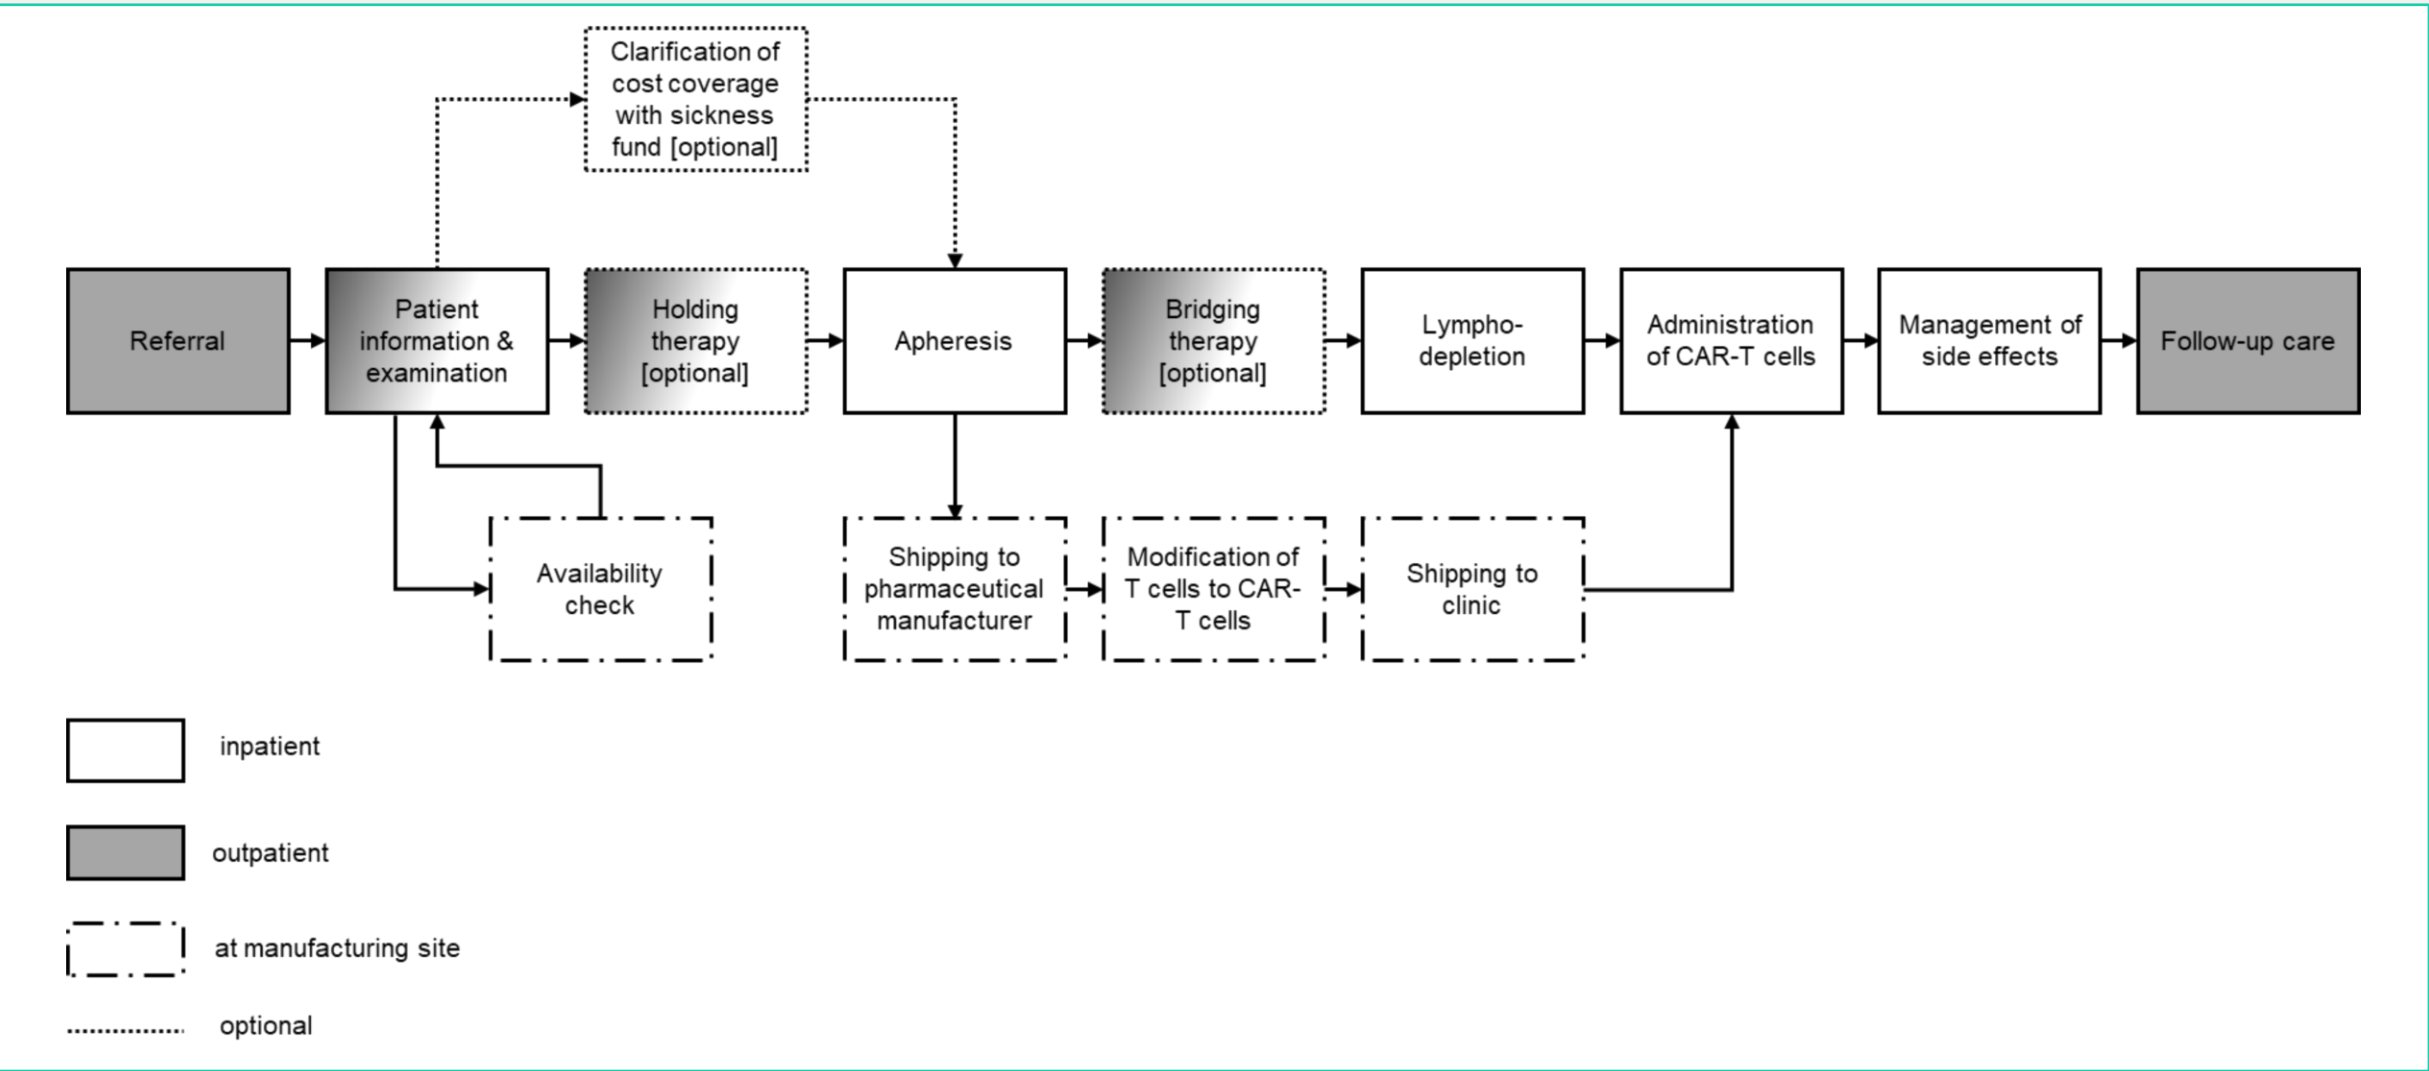 Clarification of
cost coverage
with sickness
fund [optional]
Referral
Patient
information &
examination
Holding
therapy
[optional]
Apheresis
Bridging
therapy
[optional]
Lympho-
depletion
Administration
of CAR-T cells
Management of
side effects
Follow-up care
Availability
check
Shipping to
pharmaceutical
manufacturer
Modification of
T cells to CAR-
T cells
Shipping to
clinic
inpatient
outpatient
at manufacturing site
optional